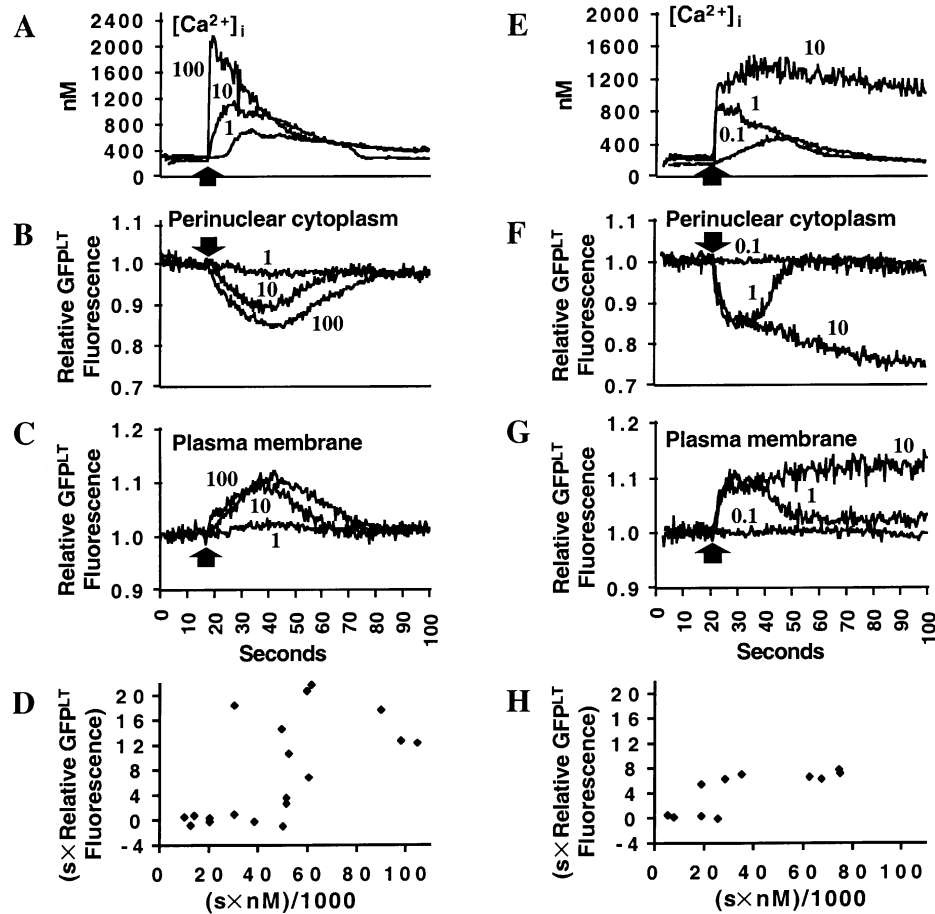 A
[Ca2+]i
nM
2400
2000
1600
1200
800
400
0
100
10
1
B
Perinuclear cytoplasm
Relative GFPLT
Fluorescence
1.1
1.0
0.9
0.8
0.7
1
10
100
C
Plasma membrane
Relative GFPLT
Fluorescence
1.2
1.1
1.0
0.9
100
10
1
0 10 20 30 40 50 60 70 80 90 100
Seconds
D
(s×Relative GFPLT
Fluorescence)
20
16
12
8
4
0
-4
0 20 40 60 80 100
(s×nM)/1000
E
[Ca2+]i
nM
2000
1600
1200
800
400
0
10
1
0.1
F
Perinuclear cytoplasm
Relative GFPLT
Fluorescence
1.1
1.0
0.9
0.8
0.7
0.1
1
10
G
Plasma membrane
Relative GFPLT
Fluorescence
1.2
1.1
1.0
0.9
10
1
0.1
0 10 20 30 40 50 60 70 80 90 100
Seconds
H
(s×Relative GFPLT
Fluorescence)
20
16
12
8
4
0
-4
0 20 40 60 80 100
(s×nM)/1000